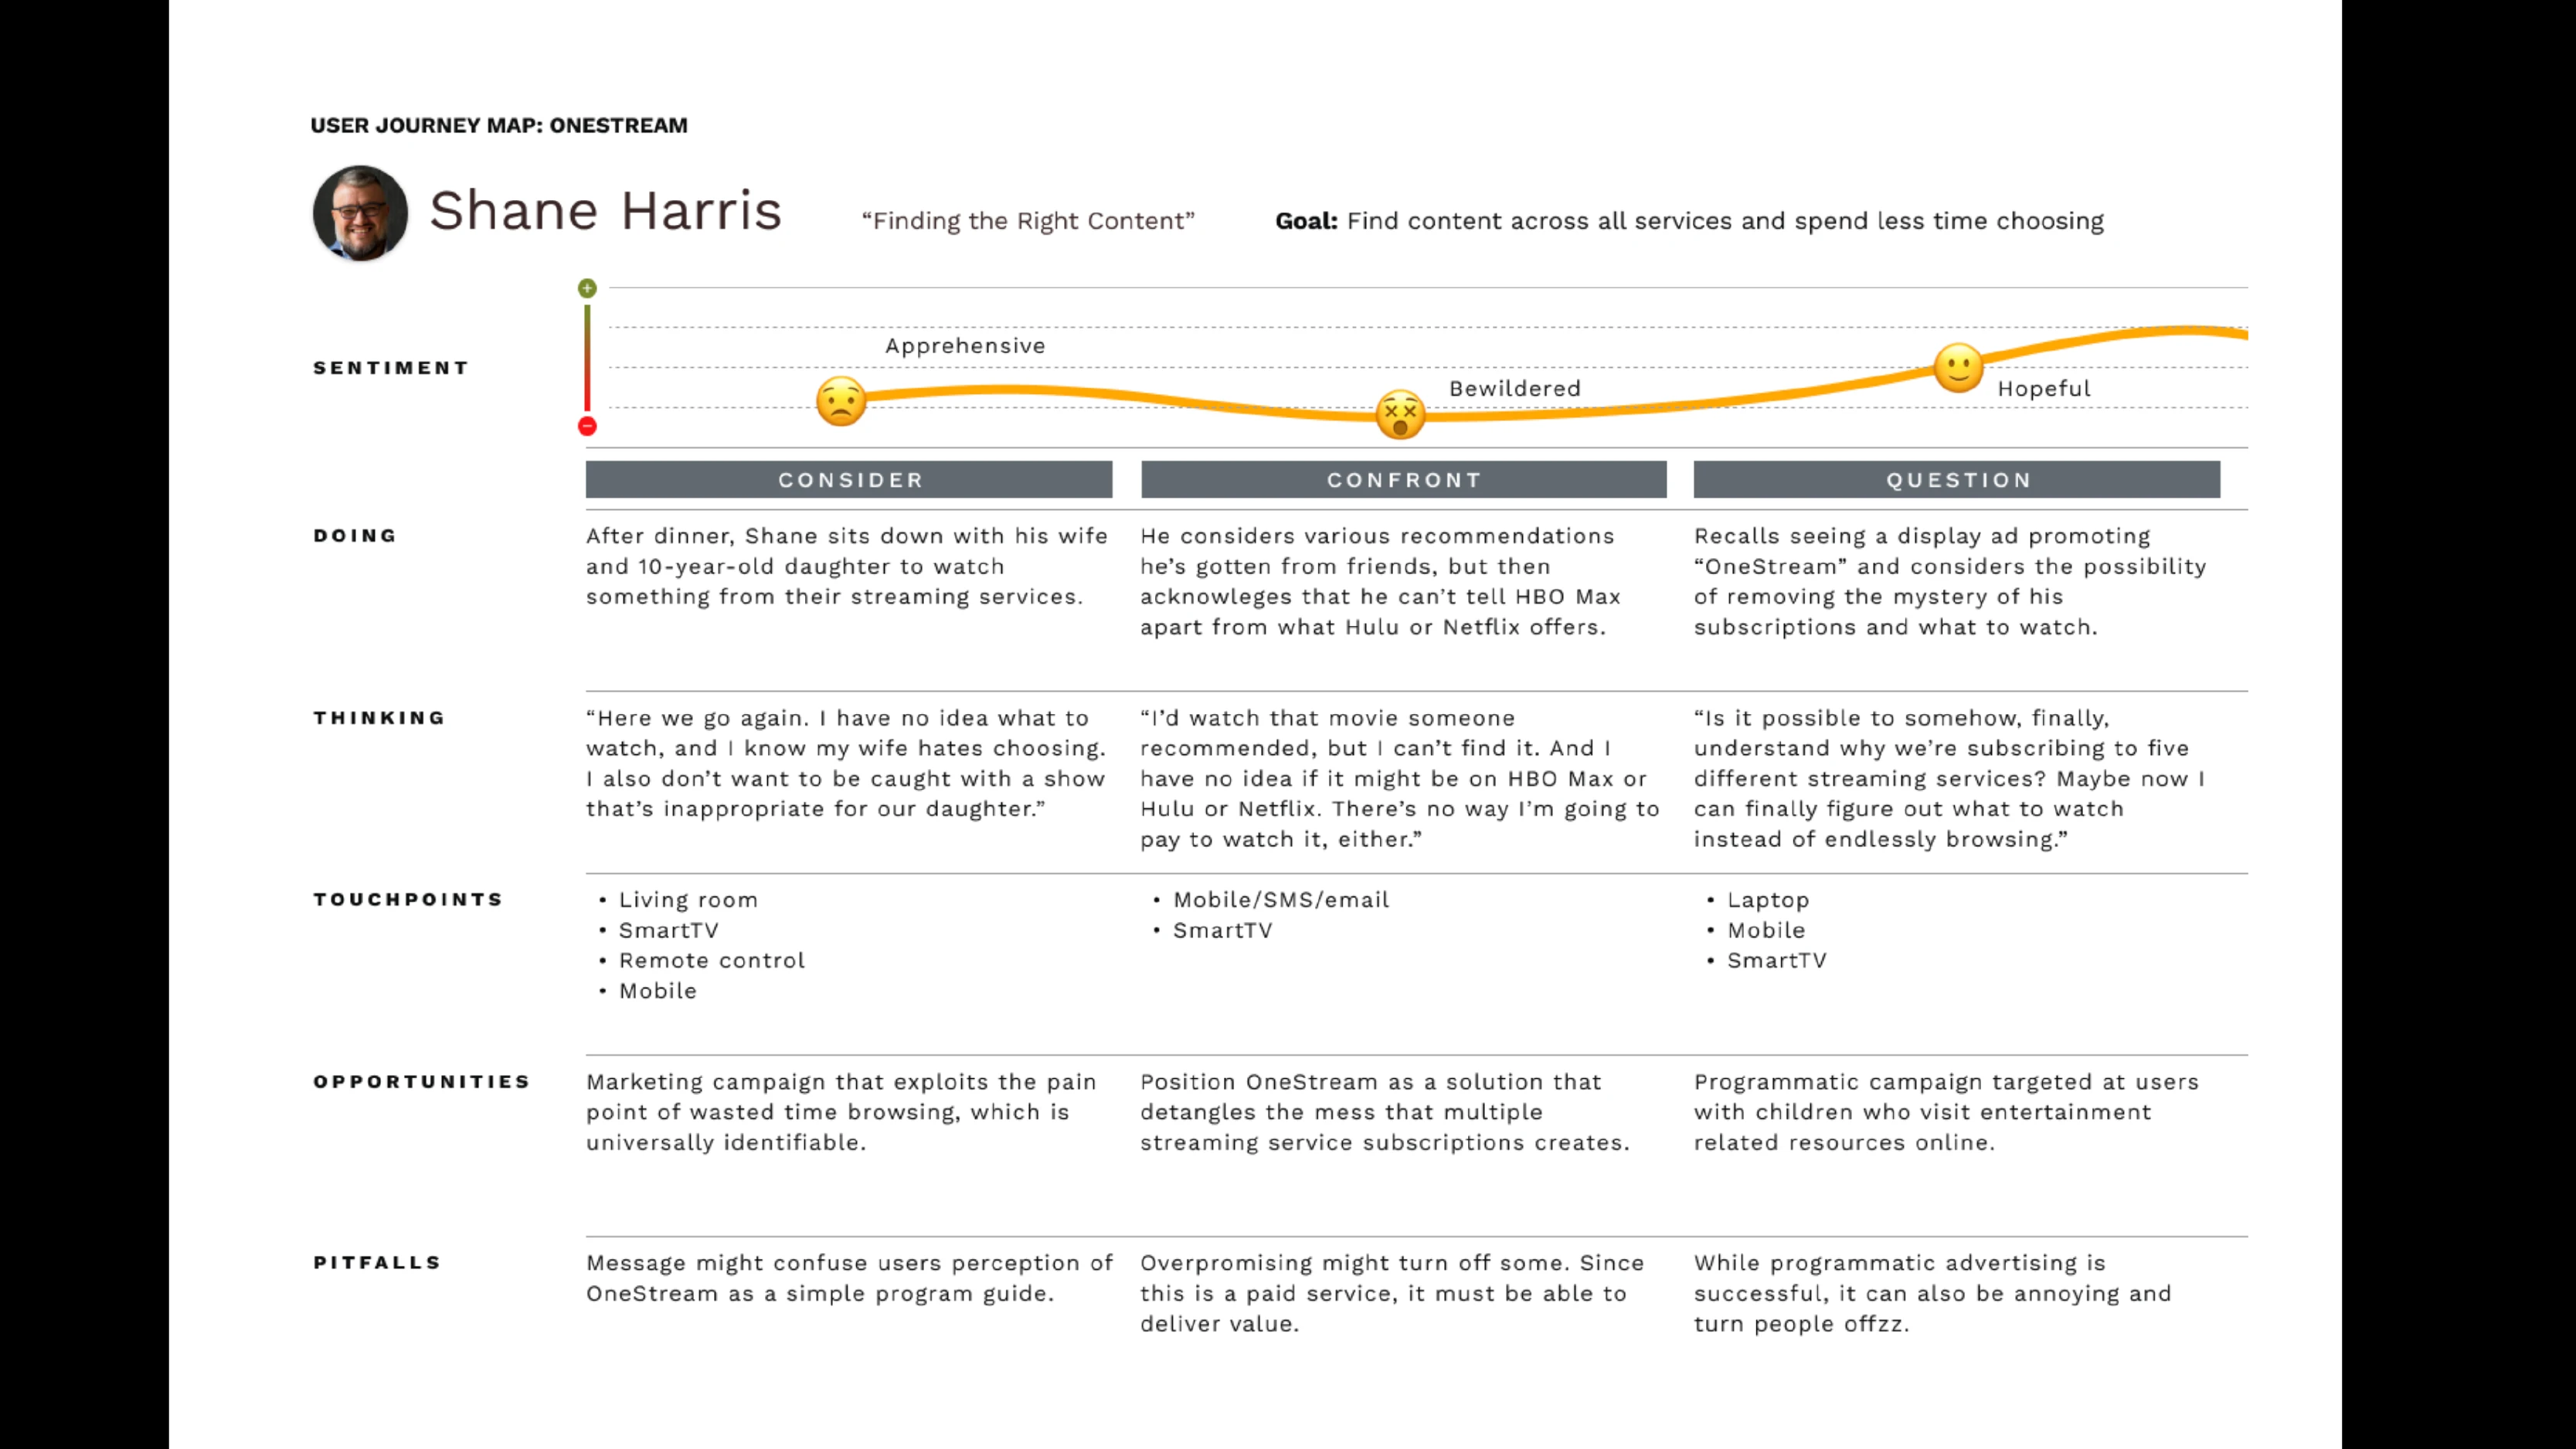 USER JOURNEY MAP: ONESTREAM
Shane Harris
“Finding the Right Content”
Goal: Find content across all services and spend less time choosing
+
SENTIMENT
Apprehensive
Bewildered
Hopeful
−
CONSIDER
CONFRONT
QUESTION
DOING
After dinner, Shane sits down with his wife
and 10-year-old daughter to watch
something from their streaming services.
He considers various recommendations
he’s gotten from friends, but then
acknowleges that he can’t tell HBO Max
apart from what Hulu or Netflix offers.
Recalls seeing a display ad promoting
“OneStream” and considers the possibility
of removing the mystery of his
subscriptions and what to watch.
THINKING
“Here we go again. I have no idea what to
watch, and I know my wife hates choosing.
I also don’t want to be caught with a show
that’s inappropriate for our daughter.”
“I’d watch that movie someone
recommended, but I can’t find it. And I
have no idea if it might be on HBO Max or
Hulu or Netflix. There’s no way I’m going to
pay to watch it, either.”
“Is it possible to somehow, finally,
understand why we’re subscribing to five
different streaming services? Maybe now I
can finally figure out what to watch
instead of endlessly browsing.”
TOUCHPOINTS
• Living room
• SmartTV
• Remote control
• Mobile
• Mobile/SMS/email
• SmartTV
• Laptop
• Mobile
• SmartTV
OPPORTUNITIES
Marketing campaign that exploits the pain
point of wasted time browsing, which is
universally identifiable.
Position OneStream as a solution that
detangles the mess that multiple
streaming service subscriptions creates.
Programmatic campaign targeted at users
with children who visit entertainment
related resources online.
PITFALLS
Message might confuse users perception of
OneStream as a simple program guide.
Overpromising might turn off some. Since
this is a paid service, it must be able to
deliver value.
While programmatic advertising is
successful, it can also be annoying and
turn people offzz.